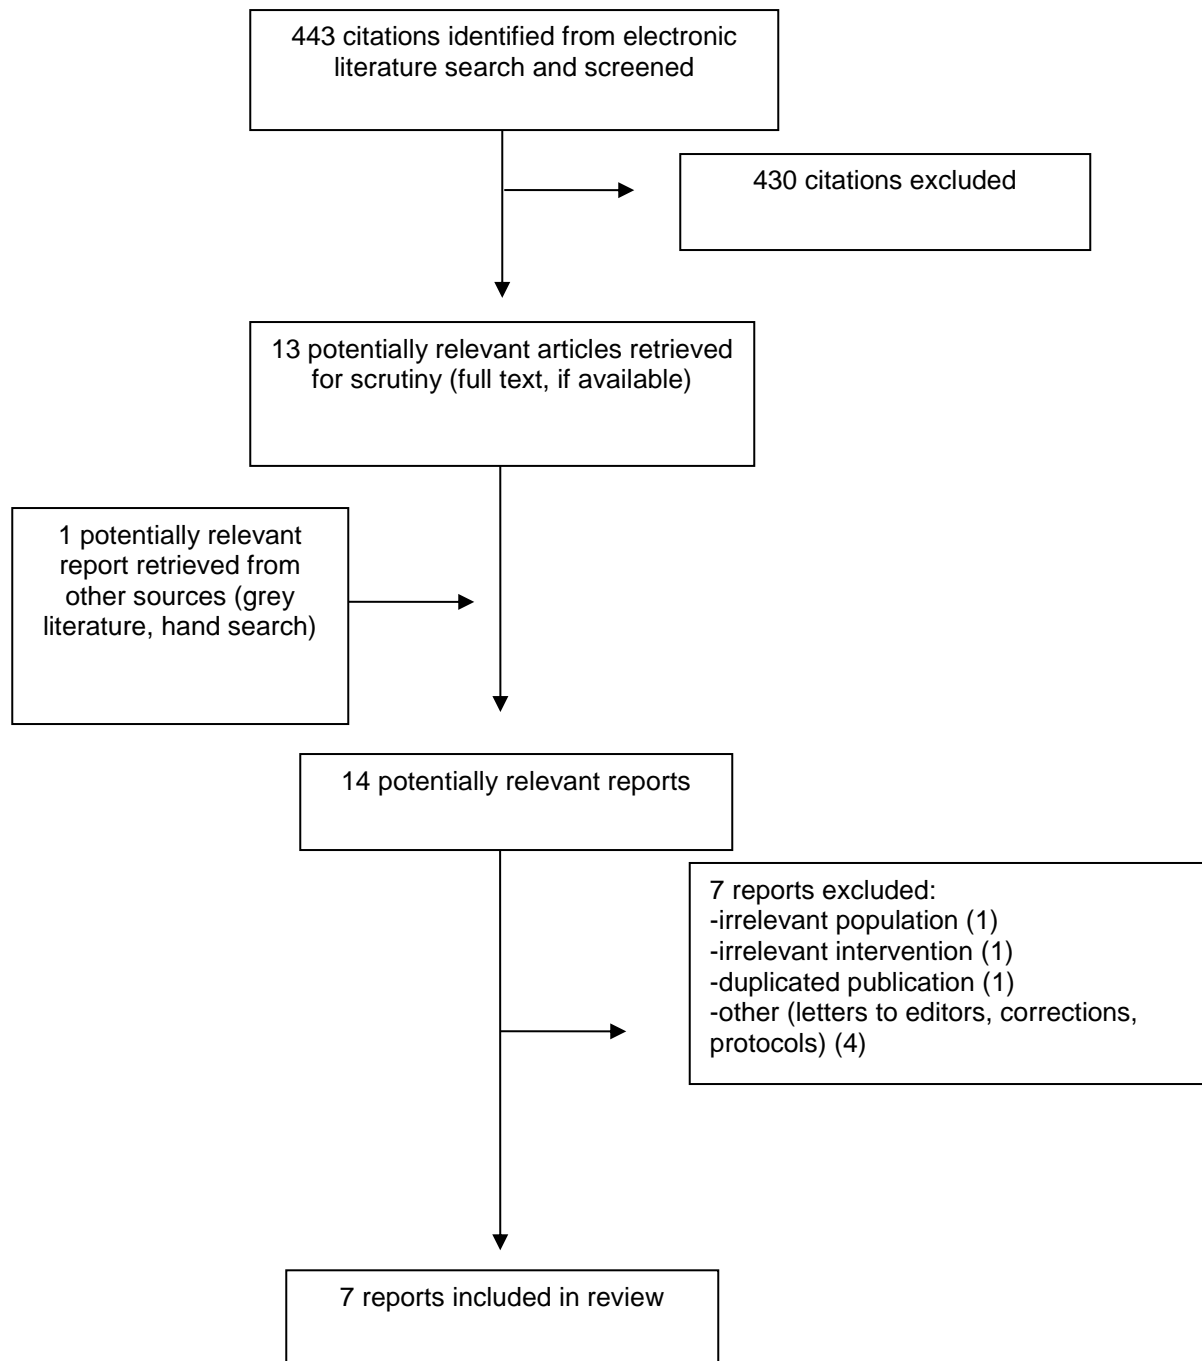 443 citations identified from electronic
literature search and screened
430 citations excluded
13 potentially relevant articles retrieved
for scrutiny (full text, if available)
1 potentially relevant
report retrieved from
other sources (grey
literature, hand search)
14 potentially relevant reports
7 reports excluded:
-irrelevant population (1)
-irrelevant intervention (1)
-duplicated publication (1)
-other (letters to editors, corrections,
protocols) (4)
7 reports included in review